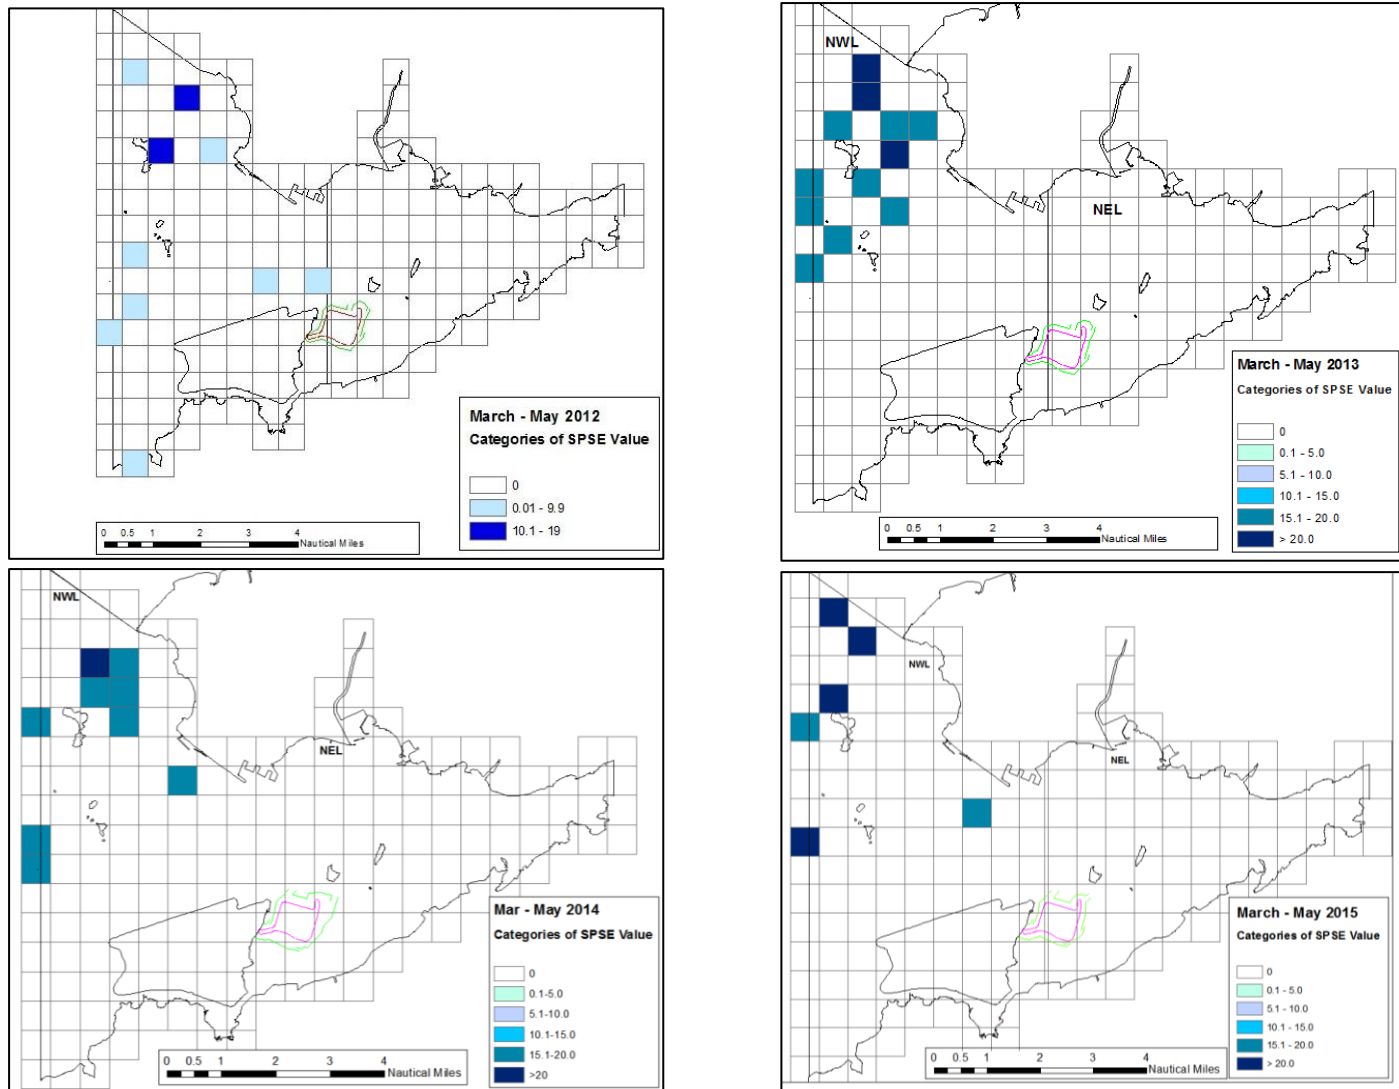 March - May 2012
Categories of SPSE Value
0
0.01 - 9.9
10.1 - 19
0 0.5 1 2 3 4
Nautical Miles
NWL
NEL
March - May 2013
Categories of SPSE Value
0
0.1 - 5.0
5.1 - 10.0
10.1 - 15.0
15.1 - 20.0
> 20.0
0 0.5 1 2 3 4
Nautical Miles
NWL
NEL
Mar - May 2014
Categories of SPSE Value
0
0.1-5.0
5.1-10.0
10.1-15.0
15.1-20.0
>20
0 0.5 1 2 3 4
Nautical Miles
NWL
NEL
March - May 2015
Categories of SPSE Value
0
0.1 - 5.0
5.1 - 10.0
10.1 - 15.0
15.1 - 20.0
> 20.0
0.5 1 2 3 4
Nautical Miles